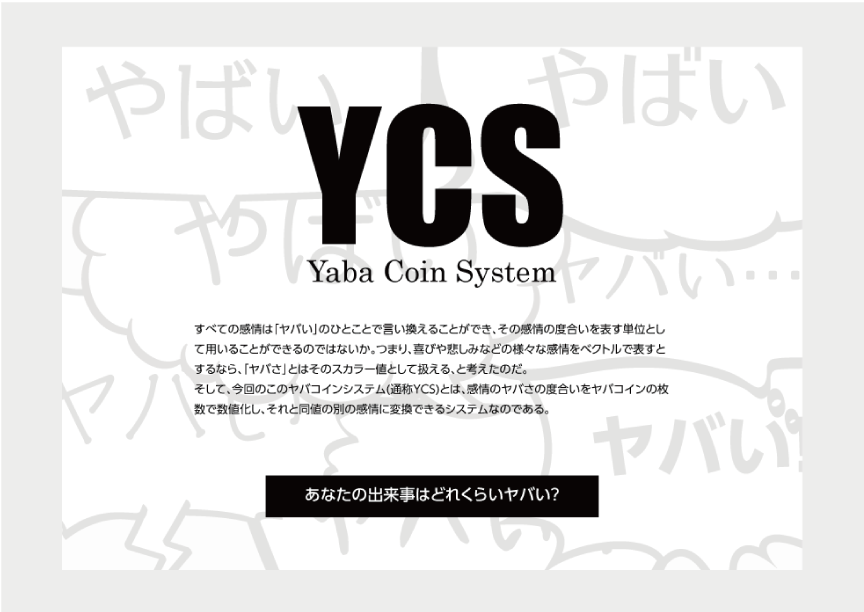 やばい
やばい
YCS
やばい
Yaba Coin System
ヤバい…
すべての感情は「ヤバい」のひとことで言い換えることができ、その感情の度合いを表す単位とし
て用いることができるのではないか。つまり、喜びや悲しみなどの様々な感情をベクトルで表すと
するなら、「ヤバさ」とはそのスカラー値として扱える、と考えたのだ。
そして、今回のこのヤバコインシステム(通称YCS)とは、感情のヤバさの度合いをヤバコインの枚
数で数値化し、それと同値の別の感情に変換できるシステムなのである。
ヤバい!
あなたの出来事はどれくらいヤバい?